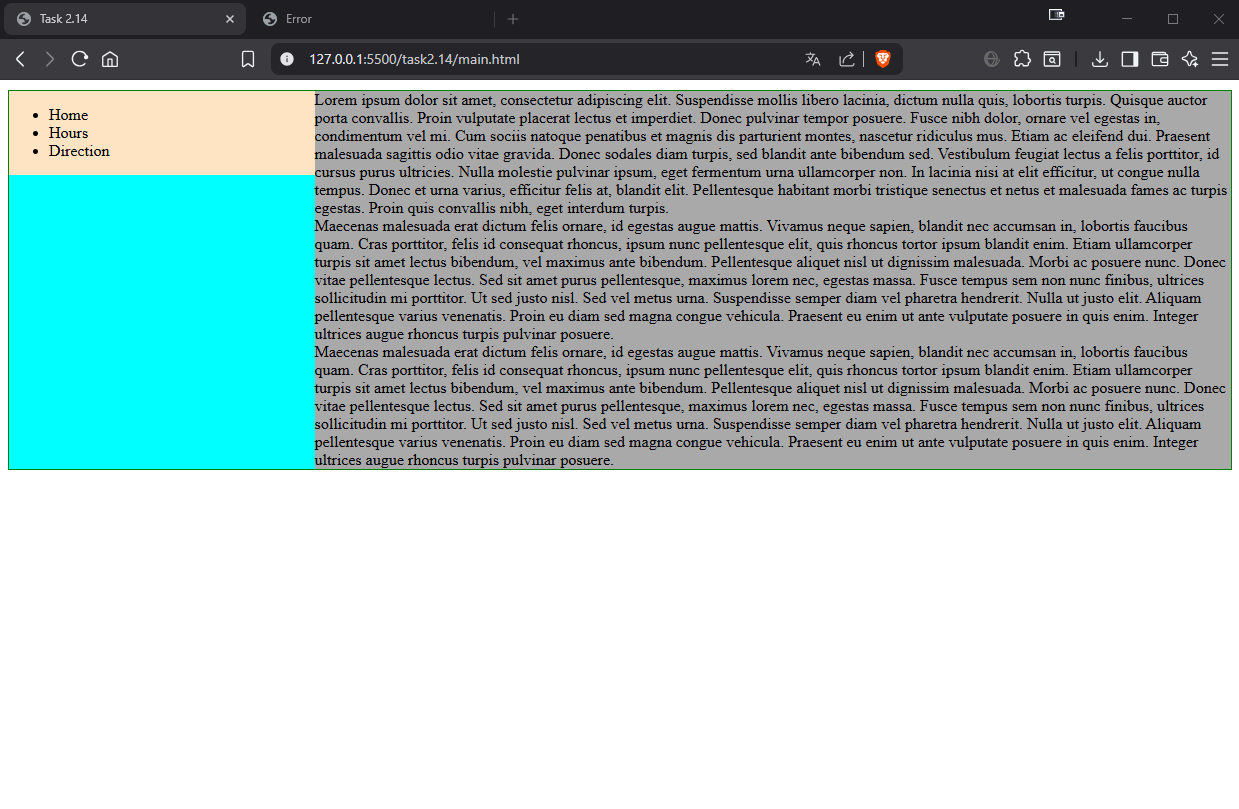 Task 2.14
Error
127.0.0.1:5500/task2.14/main.html
Home
Hours
Direction
Lorem ipsum dolor sit amet, consectetur adipiscing elit. Suspendisse mollis libero lacinia, dictum nulla quis, lobortis turpis. Quisque auctor
porta convallis. Proin vulputate placerat lectus et imperdiet. Donec pulvinar tempor posuere. Fusce nibh dolor, ornare vel egestas in,
condimentum vel mi. Cum sociis natoque penatibus et magnis dis parturient montes, nascetur ridiculus mus. Etiam ac eleifend dui. Praesent
malesuada sagittis odio vitae gravida. Donec sodales diam turpis, sed blandit ante bibendum sed. Vestibulum feugiat lectus a felis porttitor, id
cursus purus ultricies. Nulla molestie pulvinar ipsum, eget fermentum urna ullamcorper non. In lacinia nisi at elit efficitur, ut congue nulla
tempus. Donec et urna varius, efficitur felis at, blandit elit. Pellentesque habitant morbi tristique senectus et netus et malesuada fames ac turpis
egestas. Proin quis convallis nibh, eget interdum turpis.
Maecenas malesuada erat dictum felis ornare, id egestas augue mattis. Vivamus neque sapien, blandit nec accumsan in, lobortis faucibus
quam. Cras porttitor, felis id consequat rhoncus, ipsum nunc pellentesque elit, quis rhoncus tortor ipsum blandit enim. Etiam ullamcorper
turpis sit amet lectus bibendum, vel maximus ante bibendum. Pellentesque aliquet nisl ut dignissim malesuada. Morbi ac posuere nunc. Donec
vitae pellentesque lectus. Sed sit amet purus pellentesque, maximus lorem nec, egestas massa. Fusce tempus sem non nunc finibus, ultrices
sollicitudin mi porttitor. Ut sed justo nisl. Sed vel metus urna. Suspendisse semper diam vel pharetra hendrerit. Nulla ut justo elit. Aliquam
pellentesque varius venenatis. Proin eu diam sed magna congue vehicula. Praesent eu enim ut ante vulputate posuere in quis enim. Integer
ultrices augue rhoncus turpis pulvinar posuere.
Maecenas malesuada erat dictum felis ornare, id egestas augue mattis. Vivamus neque sapien, blandit nec accumsan in, lobortis faucibus
quam. Cras porttitor, felis id consequat rhoncus, ipsum nunc pellentesque elit, quis rhoncus tortor ipsum blandit enim. Etiam ullamcorper
turpis sit amet lectus bibendum, vel maximus ante bibendum. Pellentesque aliquet nisl ut dignissim malesuada. Morbi ac posuere nunc. Donec
vitae pellentesque lectus. Sed sit amet purus pellentesque, maximus lorem nec, egestas massa. Fusce tempus sem non nunc finibus, ultrices
sollicitudin mi porttitor. Ut sed justo nisl. Sed vel metus urna. Suspendisse semper diam vel pharetra hendrerit. Nulla ut justo elit. Aliquam
pellentesque varius venenatis. Proin eu diam sed magna congue vehicula. Praesent eu enim ut ante vulputate posuere in quis enim. Integer
ultrices augue rhoncus turpis pulvinar posuere.